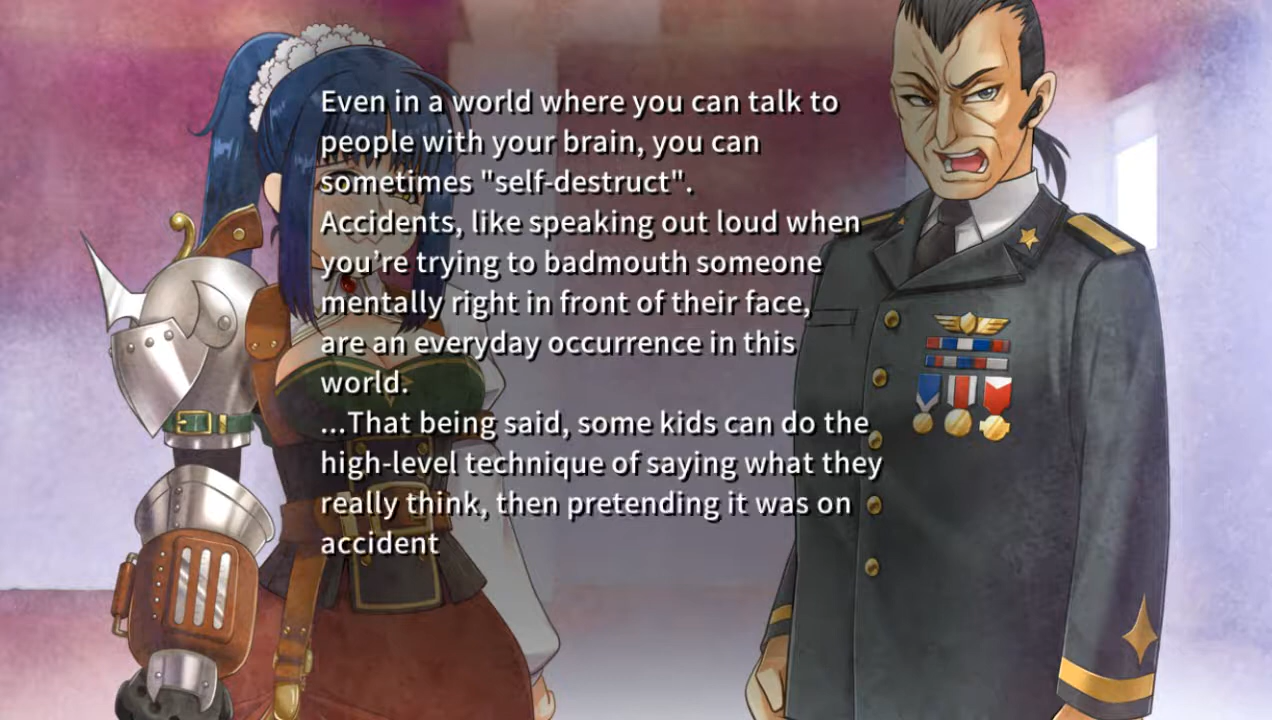 Even in a world where you can talk to
people with your brain, you can
sometimes "self-destruct".
Accidents, like speaking out loud when
you're trying to badmouth someone
mentally right in front of their face,
are an everyday occurrence in this
world.
...That being said, some kids can do the
high-level technique of saying what they
really think, then pretending it was on
accident